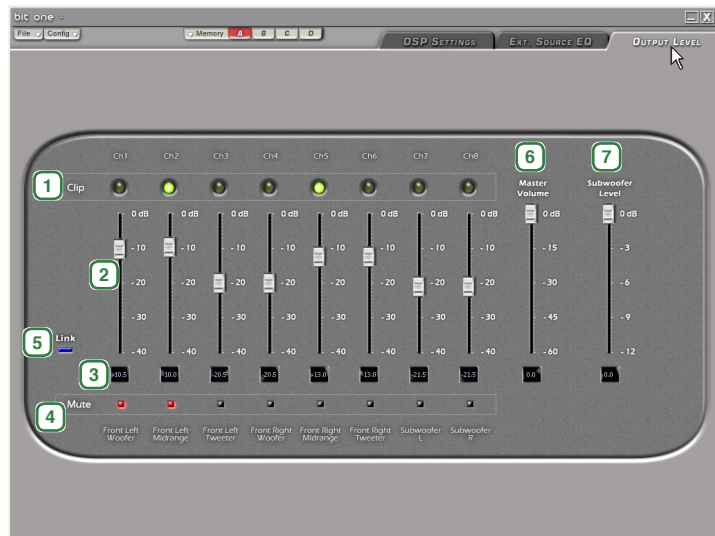 bit one -
File Config Memory A B C D DSP SETTINGS EXT. SOURCE EQ OUTPUT LEVEL
Ch1 Ch2 Ch3 Ch4 Ch5 Ch6 Ch7 Ch8 6 7
1 Clip Master Volume Subwoofer Level
0 dB 0 dB 0 dB 0 dB 0 dB 0 dB 0 dB 0 dB 0 dB 0 dB
- 10 - 10 - 10 - 10 - 10 - 10 - 10 - 10 - 15 - 3
2 - 20 - 20 - 20 - 20 - 20 - 20 - 20 - 20 - 30 - 6
- 30 - 30 - 30 - 30 - 30 - 30 - 30 - 30 - 45 - 9
5 Link
- 40 - 40 - 40 - 40 - 40 - 40 - 40 - 40 - 60 - 12
3 -10.5 -10.0 -20.5 -20.5 -13.0 -13.0 -21.5 -21.5 0.0 0.0
4 Mute
Front Left Woofer Front Left Midrange Front Left Tweeter Front Right Woofer Front Right Midrange Front Right Tweeter Subwoofer L Subwoofer R